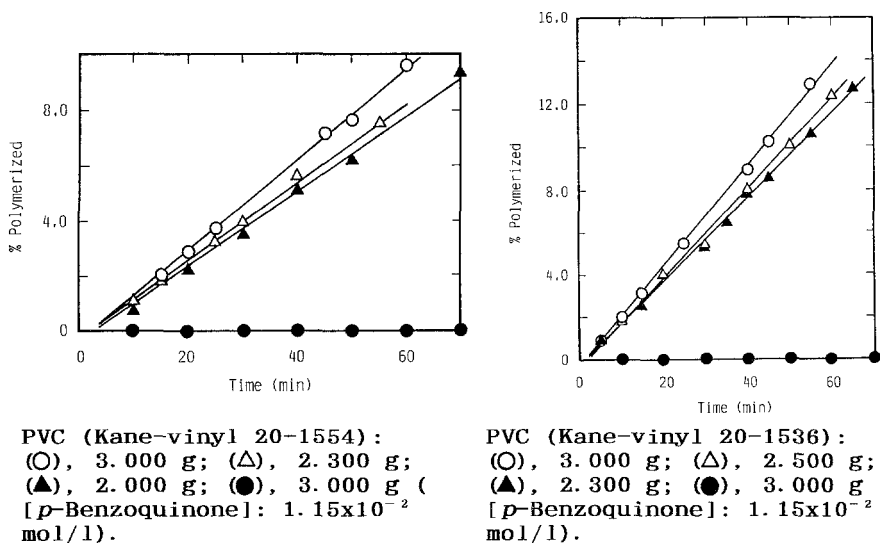 % Polymerized
8.0
4.0
0
0
20
40
60
Time (min)
PVC (Kane-vinyl 20-1554):
(○), 3.000 g; (△), 2.300 g;
(▲), 2.000 g; (●), 3.000 g (
[p-Benzoquinone]: 1.15x10⁻²
mol/l).
% Polymerized
16.0
12.0
8.0
4.0
0
0
20
40
60
Time (min)
PVC (Kane-vinyl 20-1536):
(○), 3.000 g; (△), 2.500 g;
(▲), 2.300 g; (●), 3.000 g
[p-Benzoquinone]: 1.15x10⁻²
mol/l).